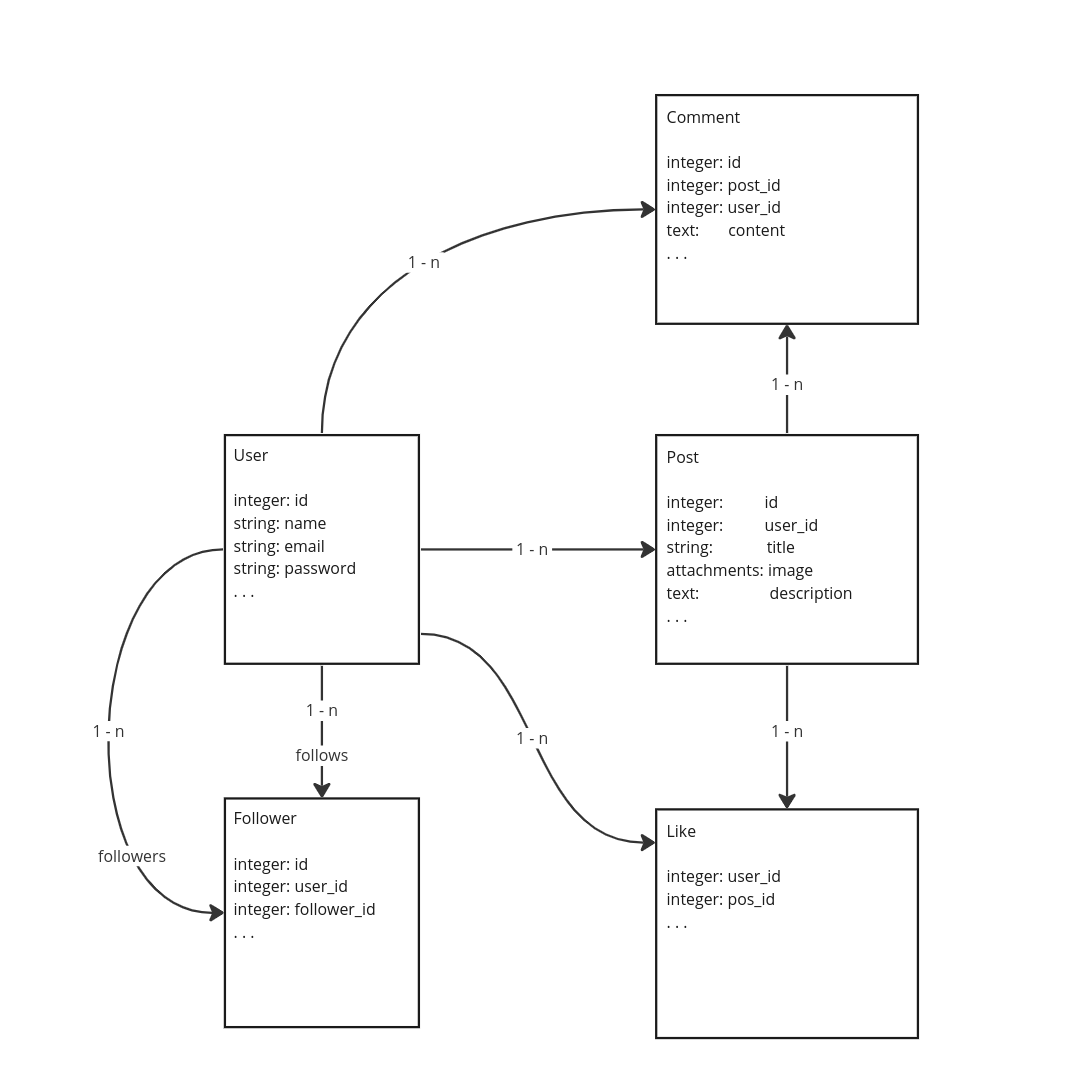 Comment
integer: id
integer: post_id
integer: user_id
text: content
. . .
1 - n
1 - n
User
integer: id
string: name
string: email
string: password
. . .
1 - n
Post
integer: id
integer: user_id
string: title
attachments: image
text: description
. . .
1 - n
follows
1 - n
followers
1 - n
1 - n
Follower
integer: id
integer: user_id
integer: follower_id
. . .
Like
integer: user_id
integer: pos_id
. . .